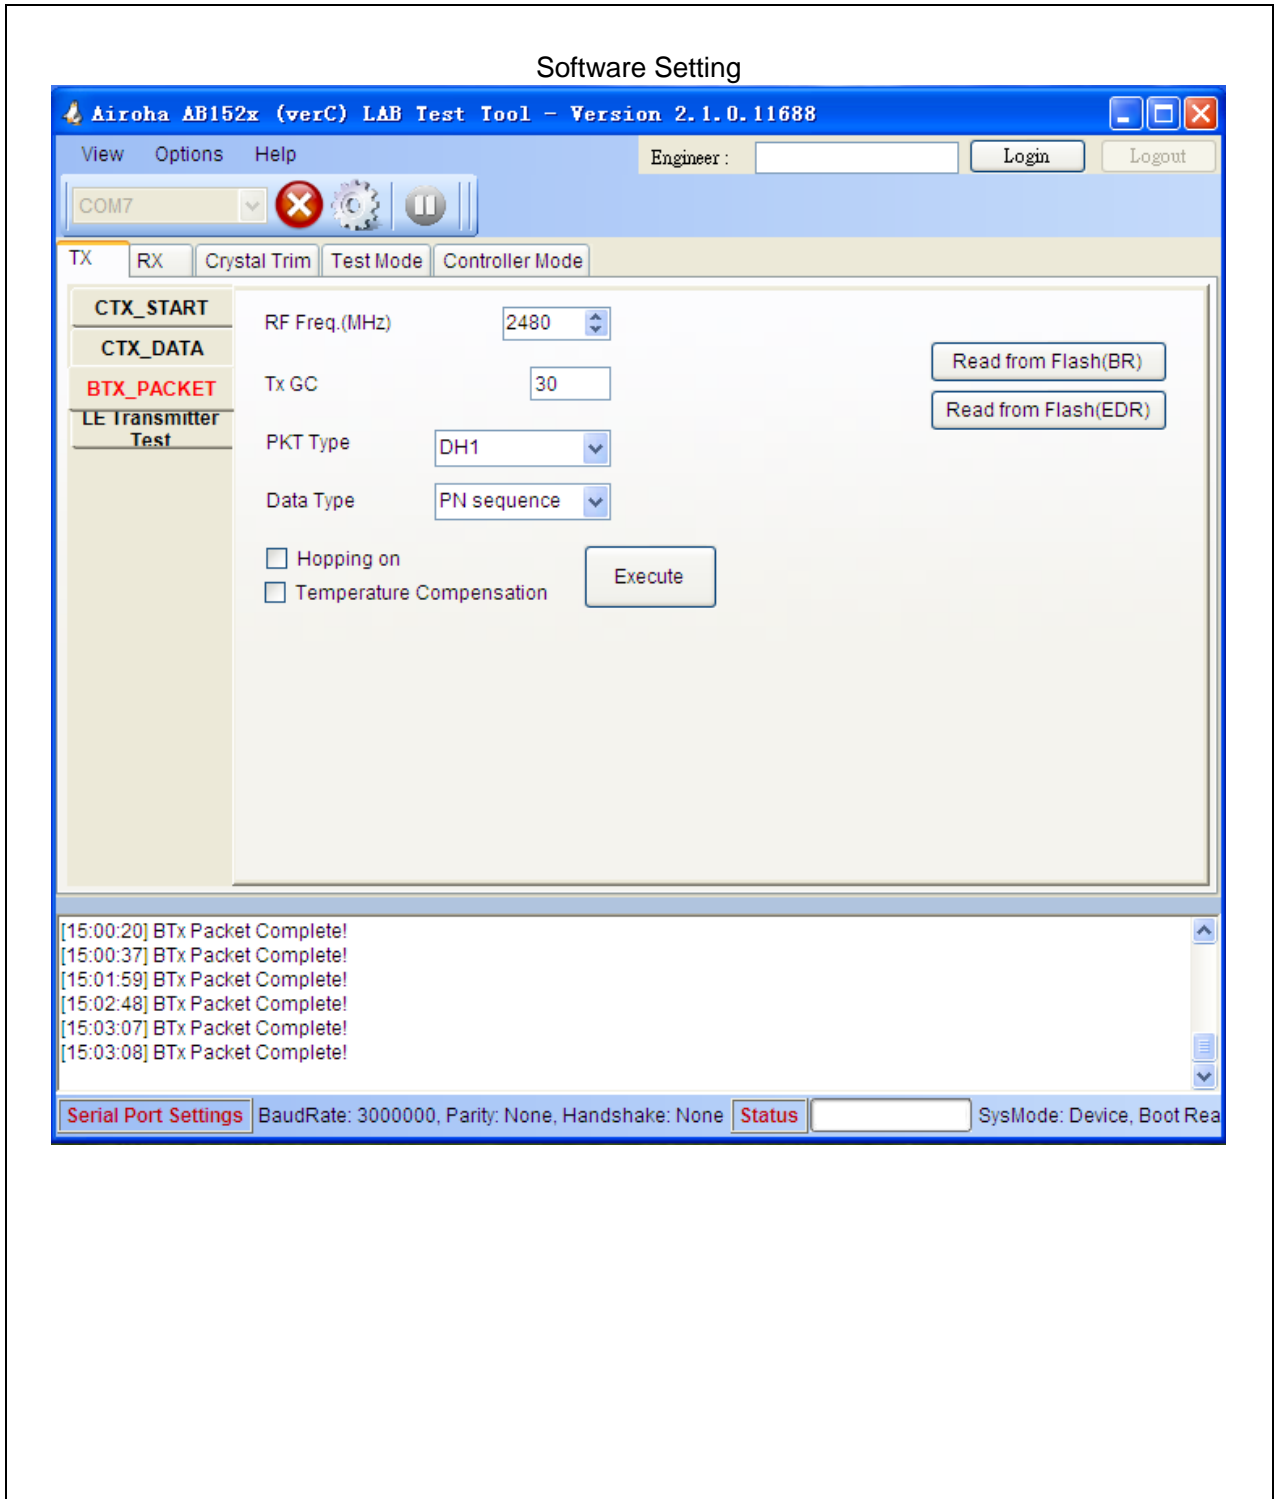 Software Setting
Airoha AB152x (verC) LAB Test Tool - Version 2.1.0.11688
View Options Help Engineer : Login Logout
COM7
TX RX Crystal Trim Test Mode Controller Mode
CTX_START
CTX_DATA
BTX_PACKET
LE Transmitter
Test
RF Freq.(MHz) 2480
Tx GC 30
PKT Type DH1
Data Type PN sequence
Hopping on
Temperature Compensation
Execute
Read from Flash(BR)
Read from Flash(EDR)
[15:00:20] BTx Packet Complete!
[15:00:37] BTx Packet Complete!
[15:01:59] BTx Packet Complete!
[15:02:48] BTx Packet Complete!
[15:03:07] BTx Packet Complete!
[15:03:08] BTx Packet Complete!
Serial Port Settings BaudRate: 3000000, Parity: None, Handshake: None Status SysMode: Device, Boot Rea